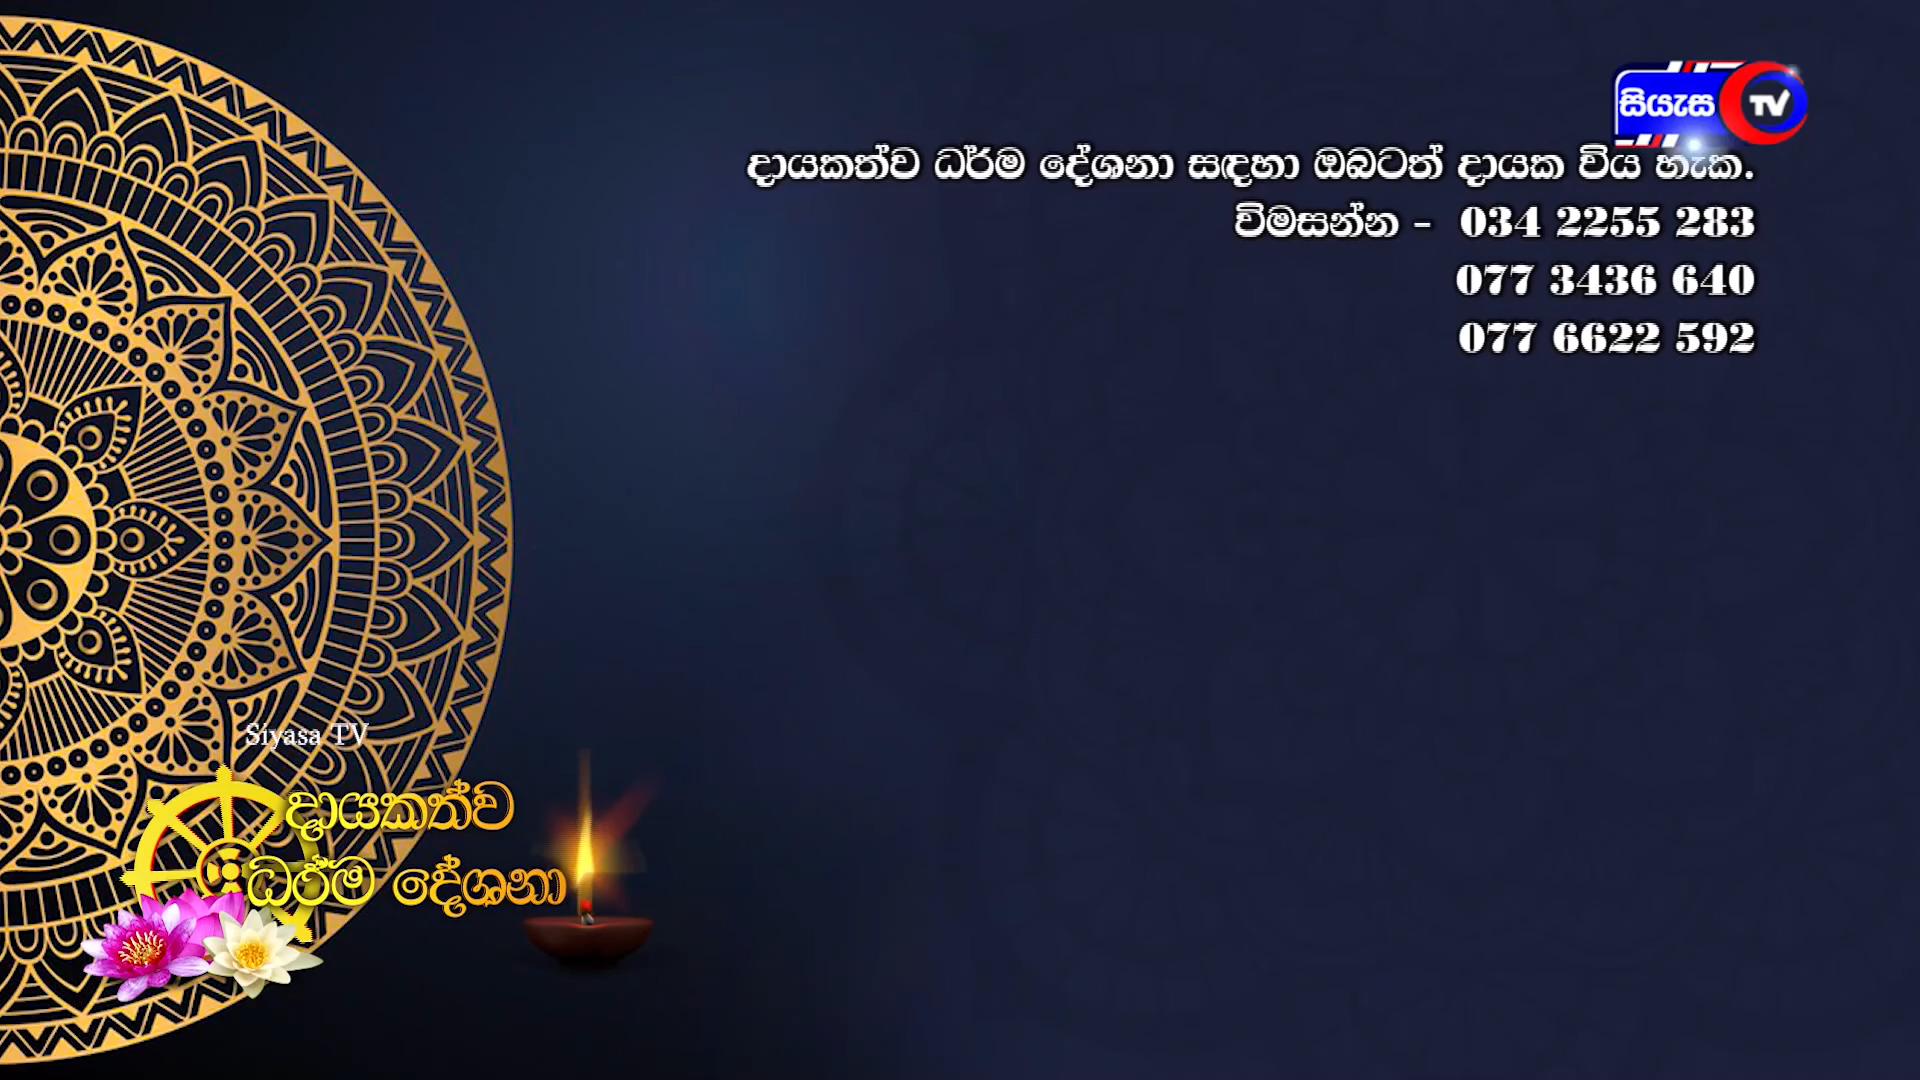 සියැස TV
දායකත්ව ධර්ම දේශනා සඳහා ඔබටත් දායක විය හැක.
විමසන්න - 034 2255 283
077 3436 640
077 6622 592
Siyasa TV
දායකත්ව
ධර්ම දේශනා